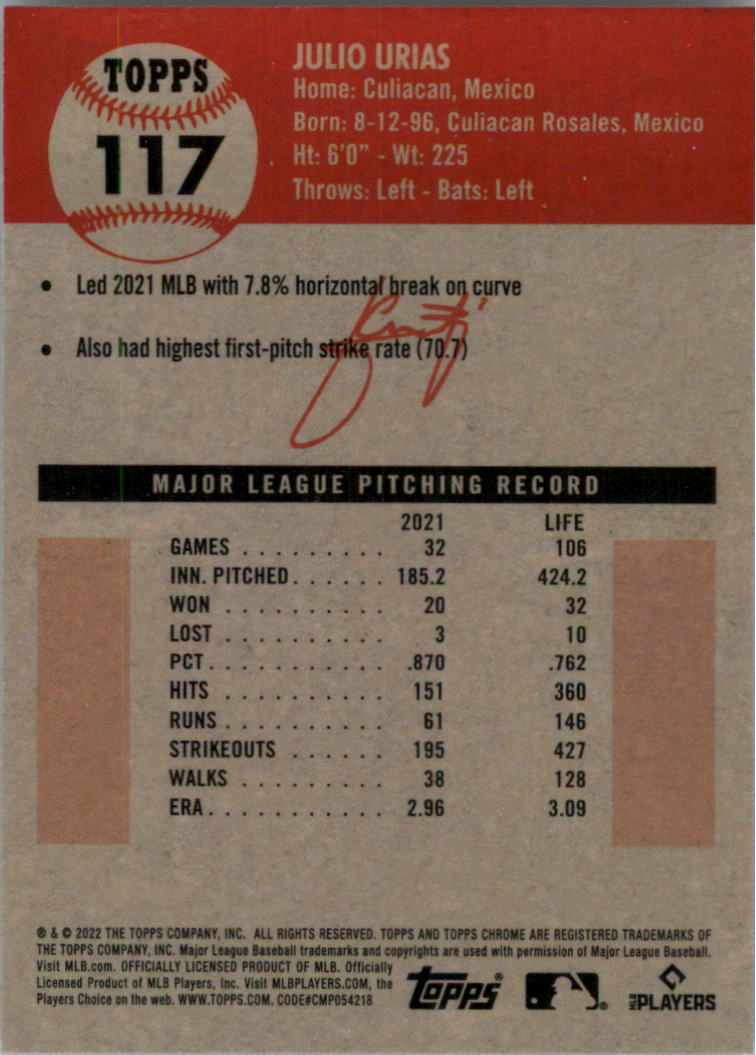 TOPPS
117
JULIO URIAS
Home: Culiacan, Mexico
Born: 8-12-96, Culiacan Rosales, Mexico
Ht: 6'0" - Wt: 225
Throws: Left - Bats: Left
• Led 2021 MLB with 7.8% horizontal break on curve
• Also had highest first-pitch strike rate (70.7)
MAJOR LEAGUE PITCHING RECORD
2021 LIFE
GAMES . . . . . . . . . . 32 106
INN. PITCHED . . . . . . 185.2 424.2
WON . . . . . . . . . . . 20 32
LOST . . . . . . . . . . . 3 10
PCT . . . . . . . . . . . . .870 .762
HITS . . . . . . . . . . . 151 360
RUNS . . . . . . . . . . . 61 146
STRIKEOUTS . . . . . . 195 427
WALKS . . . . . . . . . . 38 128
ERA . . . . . . . . . . . . 2.96 3.09
® & © 2022 THE TOPPS COMPANY, INC. ALL RIGHTS RESERVED. TOPPS AND TOPPS CHROME ARE REGISTERED TRADEMARKS OF
THE TOPPS COMPANY, INC. Major League Baseball trademarks and copyrights are used with permission of Major League Baseball.
Visit MLB.com. OFFICIALLY LICENSED PRODUCT OF MLB. Officially
Licensed Product of MLB Players, Inc. Visit MLBPLAYERS.COM, the
Players Choice on the web. WWW.TOPPS.COM. CODE#CMP054218
topps®
MLB PLAYERS